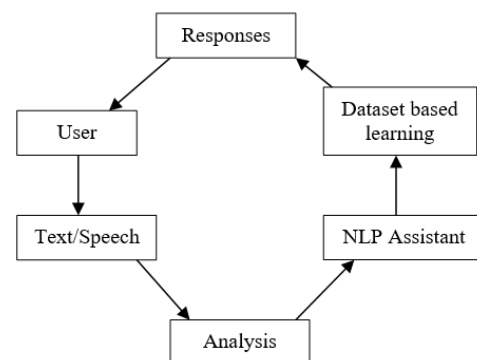 Responses
User
Dataset based
learning
Text/Speech
NLP Assistant
Analysis